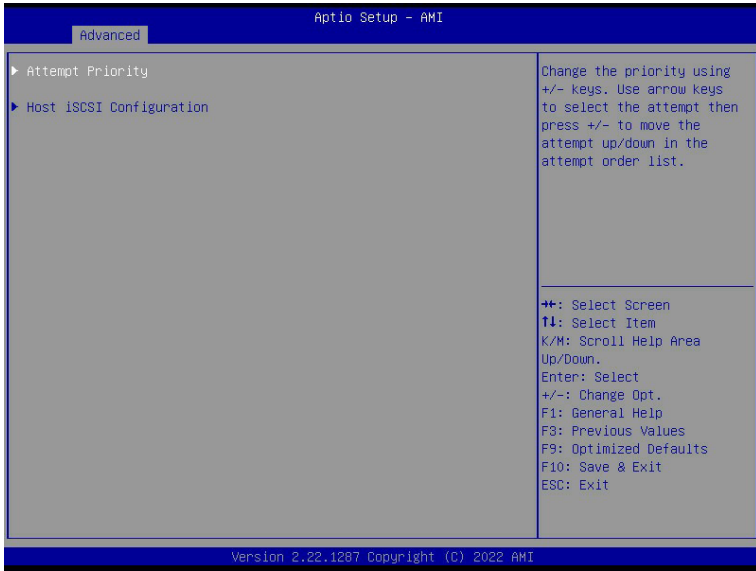 Aptio Setup – AMI
Advanced
▶ Attempt Priority
▶ Host iSCSI Configuration
Change the priority using
+/- keys. Use arrow keys
to select the attempt then
press +/- to move the
attempt up/down in the
attempt order list.
→←: Select Screen
↑↓: Select Item
K/M: Scroll Help Area
Up/Down.
Enter: Select
+/-: Change Opt.
F1: General Help
F3: Previous Values
F9: Optimized Defaults
F10: Save & Exit
ESC: Exit
Version 2.22.1287 Copyright (C) 2022 AMI